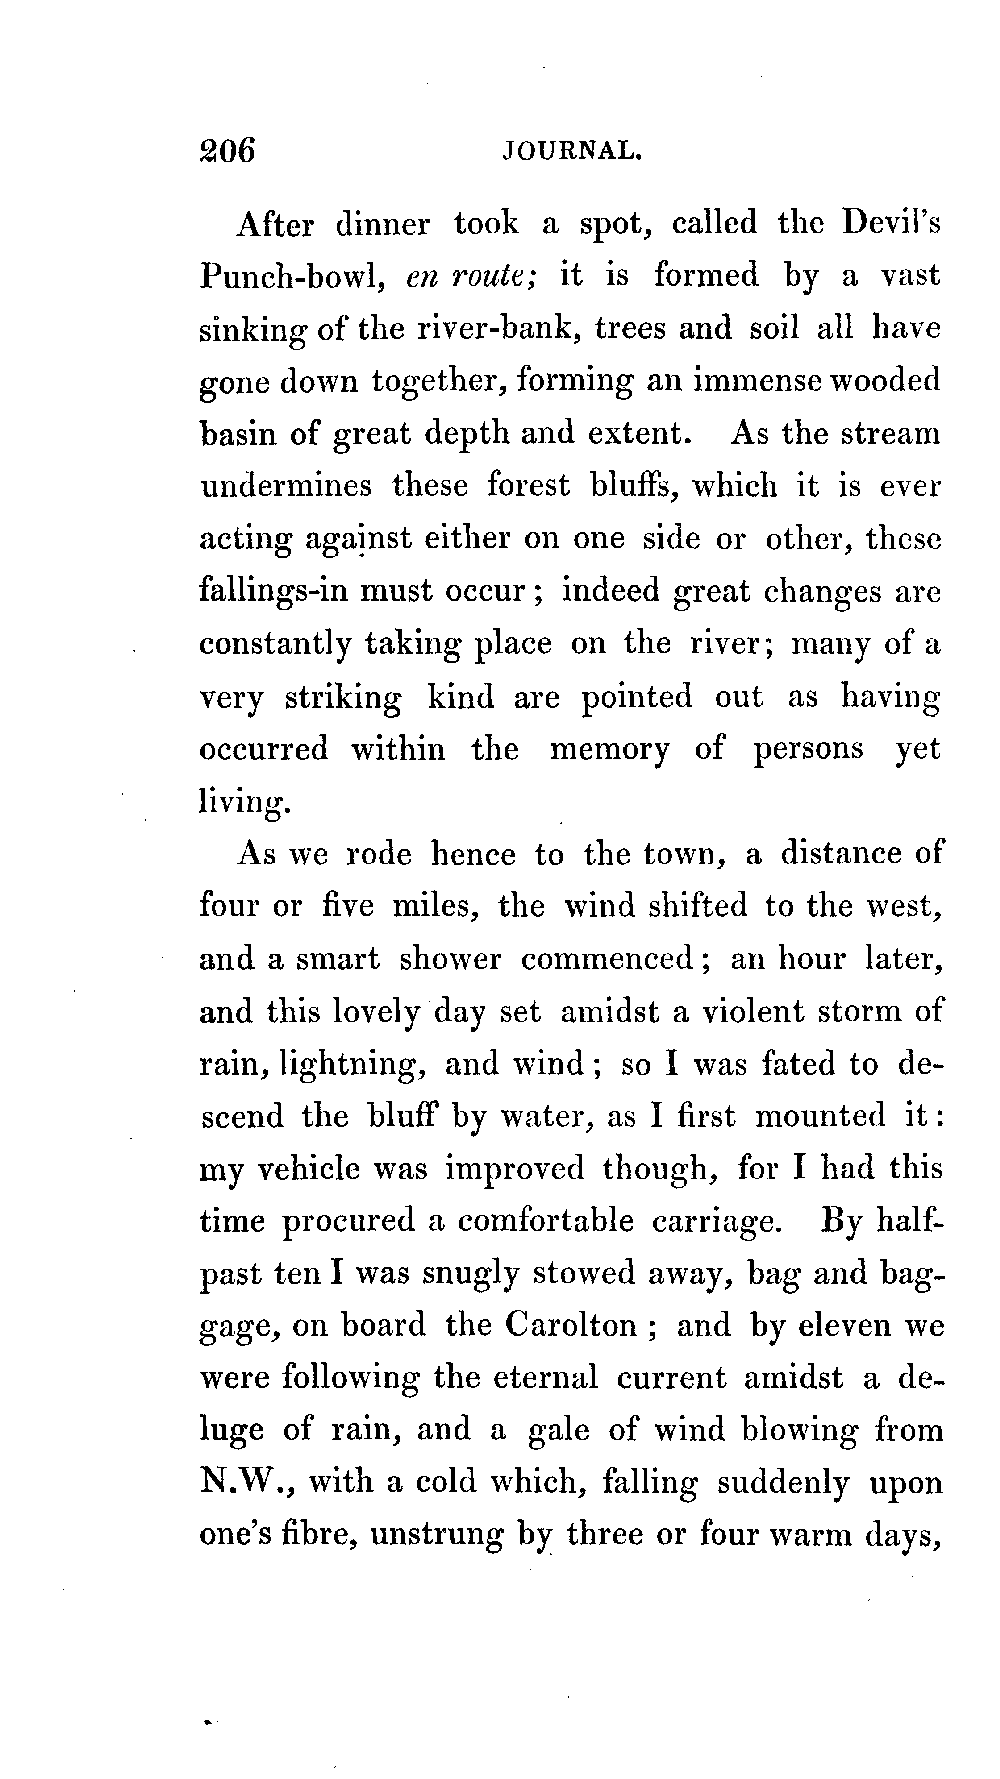 206 JOURNAL.
After dinner took a spot, called the Devil's
Punch-bowl, en route; it is formed by a vast
sinking of the river-bank, trees and soil all have
gone down together, forming an immense wooded
basin of great depth and extent. As the stream
undermines these forest bluffs, which it is ever
acting against either on one side or other, these
fallings-in must occur; indeed great changes are
constantly taking place on the river; many of a
very striking kind are pointed out as having
occurred within the memory of persons yet
living.
As we rode hence to the town, a distance of
four or five miles, the wind shifted to the west,
and a smart shower commenced; an hour later,
and this lovely day set amidst a violent storm of
rain, lightning, and wind; so I was fated to de-
scend the bluff by water, as I first mounted it:
my vehicle was improved though, for I had this
time procured a comfortable carriage. By half-
past ten I was snugly stowed away, bag and bag-
gage, on board the Carolton; and by eleven we
were following the eternal current amidst a de-
luge of rain, and a gale of wind blowing from
N.W., with a cold which, falling suddenly upon
one's fibre, unstrung by three or four warm days,